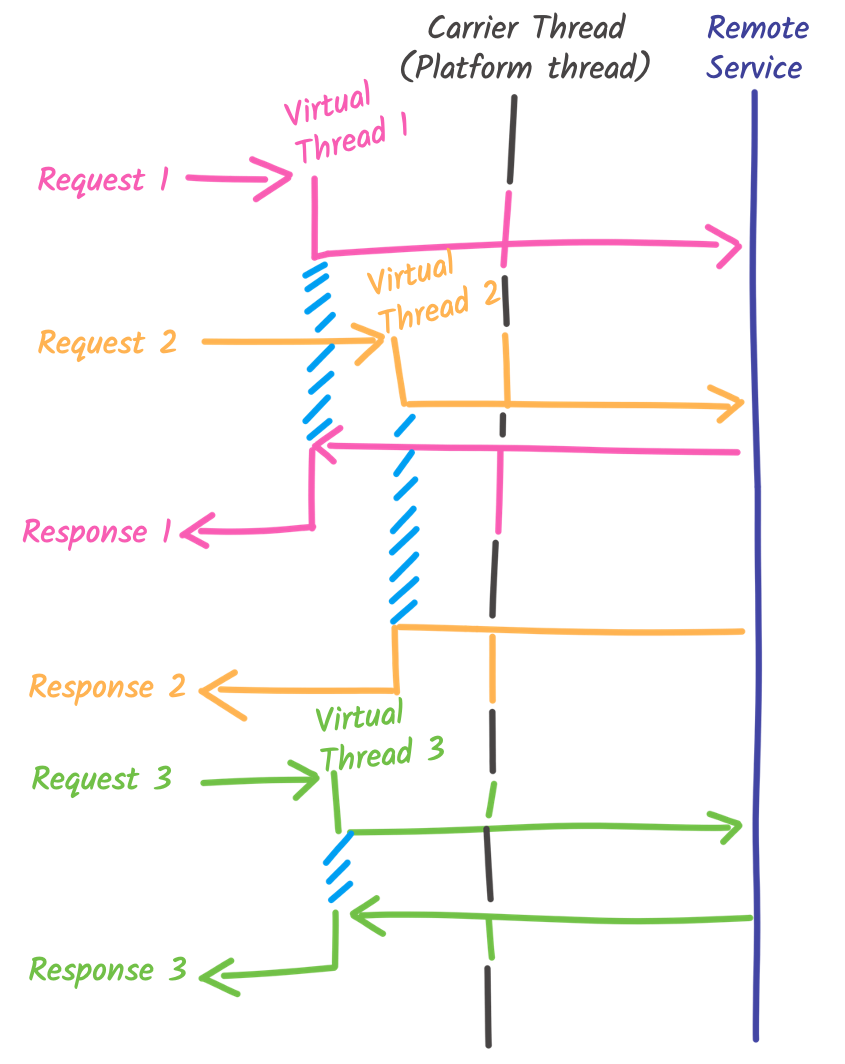 Carrier Thread
(Platform thread)
Remote
Service
Virtual
Thread 1
Request 1
Virtual
Thread 2
Request 2
Response 1
Response 2
Virtual
Thread 3
Request 3
Response 3